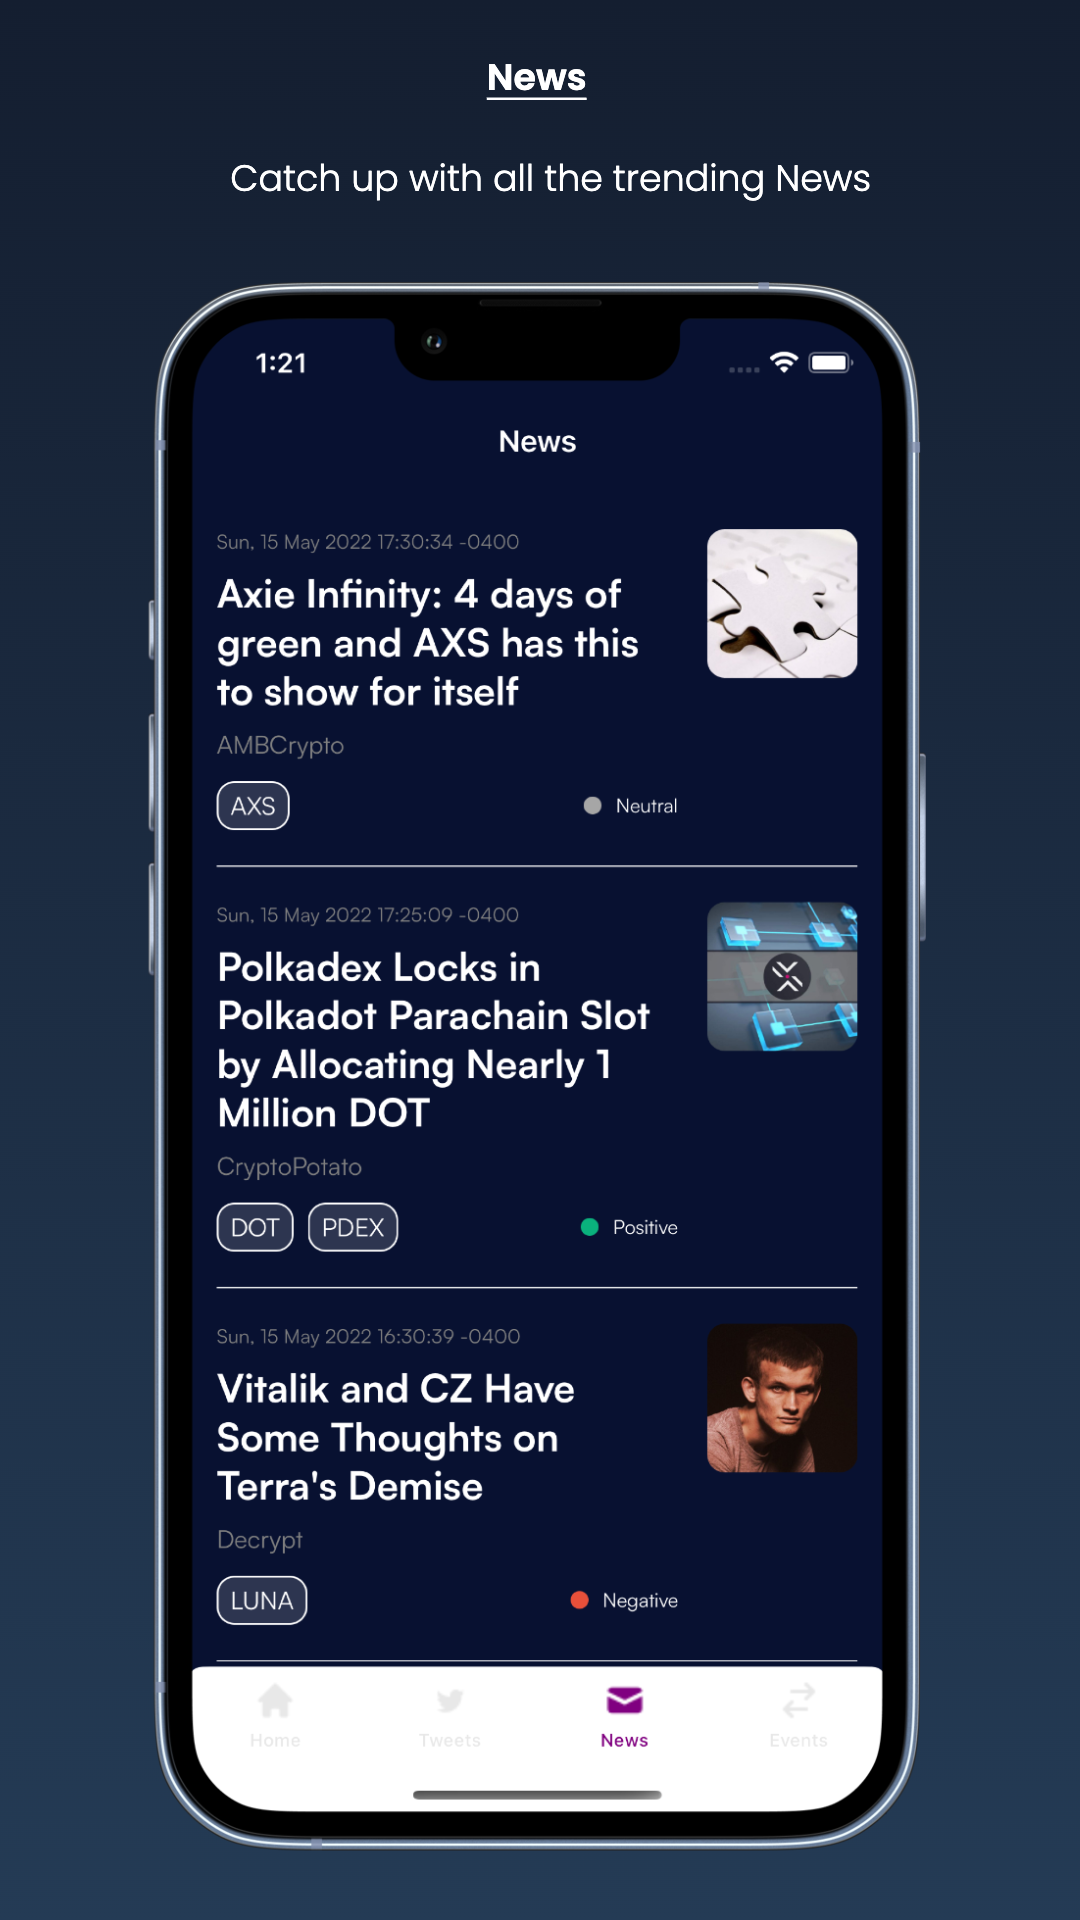 News
Catch up with all the trending News
1:21
News
Sun, 15 May 2022 17:30:34 -0400
Axie Infinity: 4 days of
green and AXS has this
to show for itself
AMBCrypto
AXS
Neutral
Sun, 15 May 2022 17:25:09 -0400
Polkadex Locks in
Polkadot Parachain Slot
by Allocating Nearly 1
Million DOT
CryptoPotato
DOT PDEX
Positive
Sun, 15 May 2022 16:30:39 -0400
Vitalik and CZ Have
Some Thoughts on
Terra's Demise
Decrypt
LUNA
Negative
Home Tweets News Events